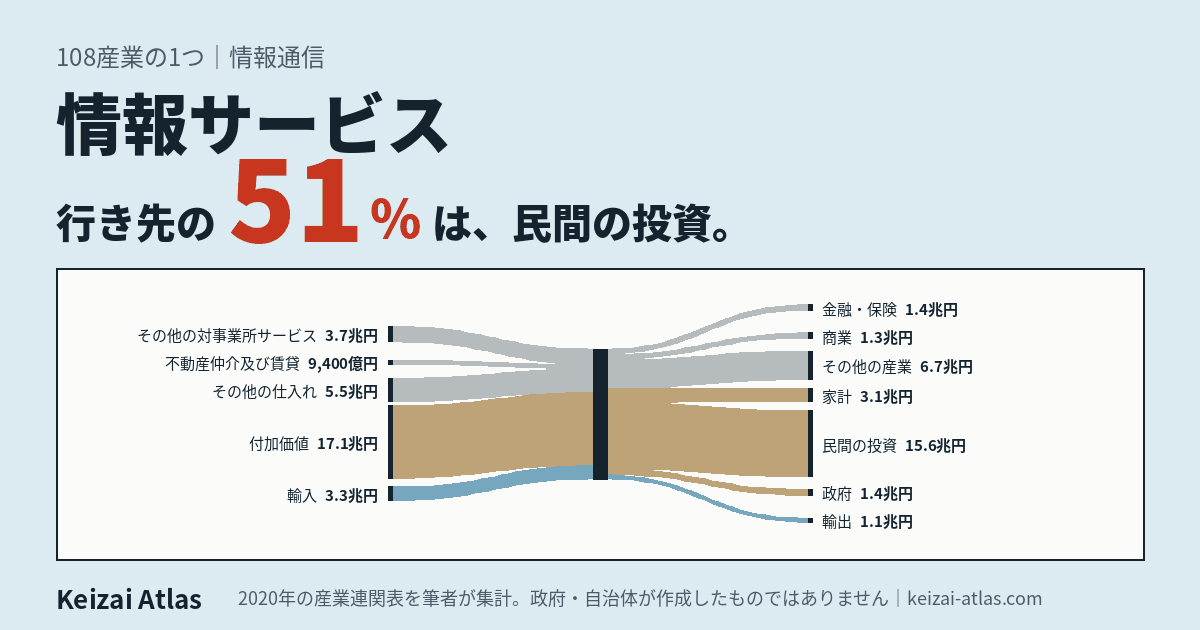 108産業の1つ｜情報通信
情報サービス
行き先の 51% は、民間の投資。
その他の対事業所サービス 3.7兆円
不動産仲介及び賃貸 9,400億円
その他の仕入れ 5.5兆円
付加価値 17.1兆円
輸入 3.3兆円
金融・保険 1.4兆円
商業 1.3兆円
その他の産業 6.7兆円
家計 3.1兆円
民間の投資 15.6兆円
政府 1.4兆円
輸出 1.1兆円
Keizai Atlas 2020年の産業連関表を筆者が集計。政府・自治体が作成したものではありません｜keizai-atlas.com